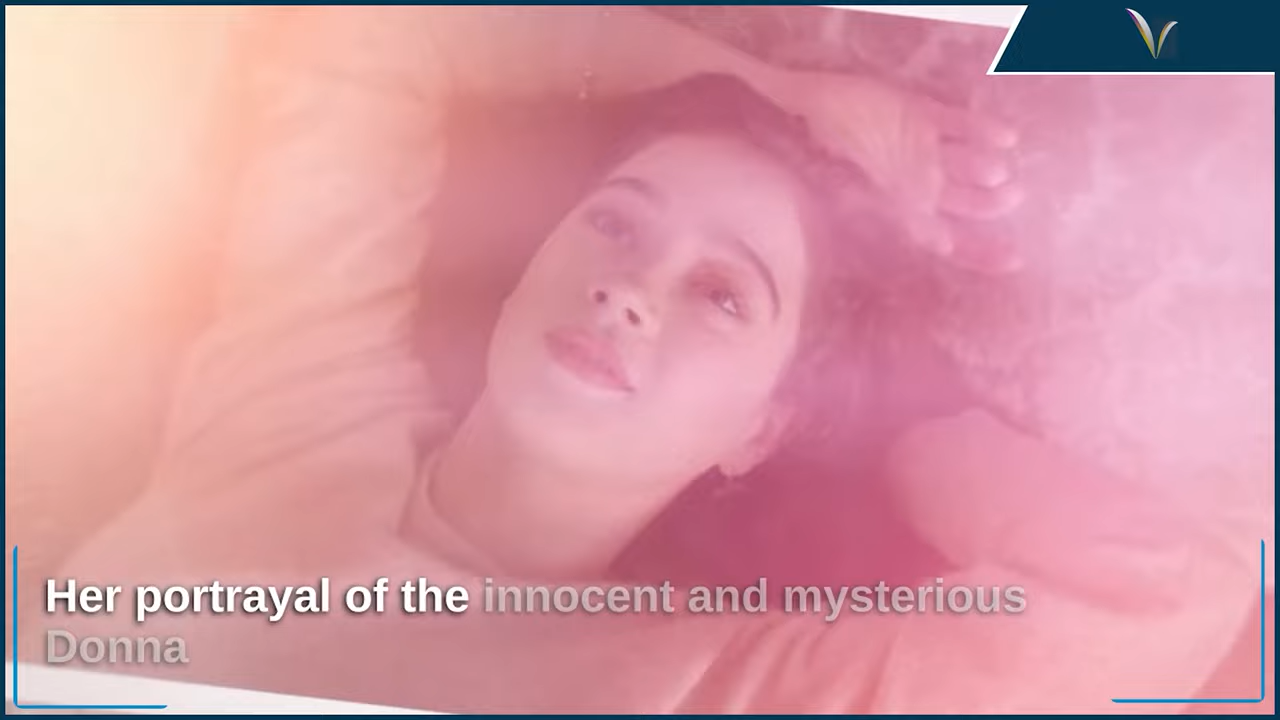 Her portrayal of the innocent and mysterious
Donna